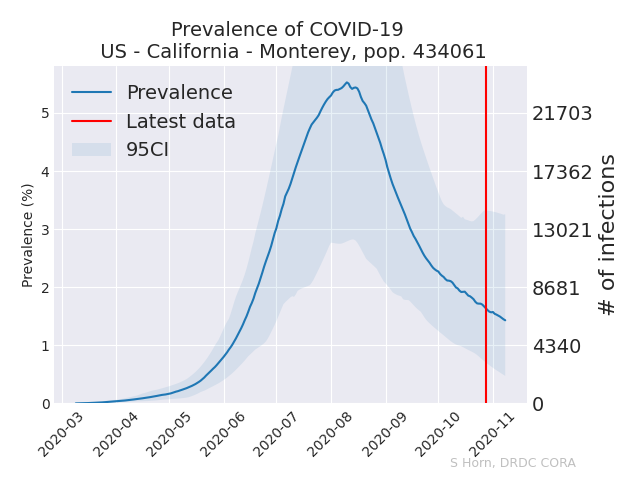 Prevalence of COVID-19
US - California - Monterey, pop. 434061
Prevalence
Latest data
95CI
Prevalence (%)
5
4
3
2
1
0
21703
17362
13021
8681
4340
0
# of infections
2020-03
2020-04
2020-05
2020-06
2020-07
2020-08
2020-09
2020-10
2020-11
S Horn, DRDC CORA